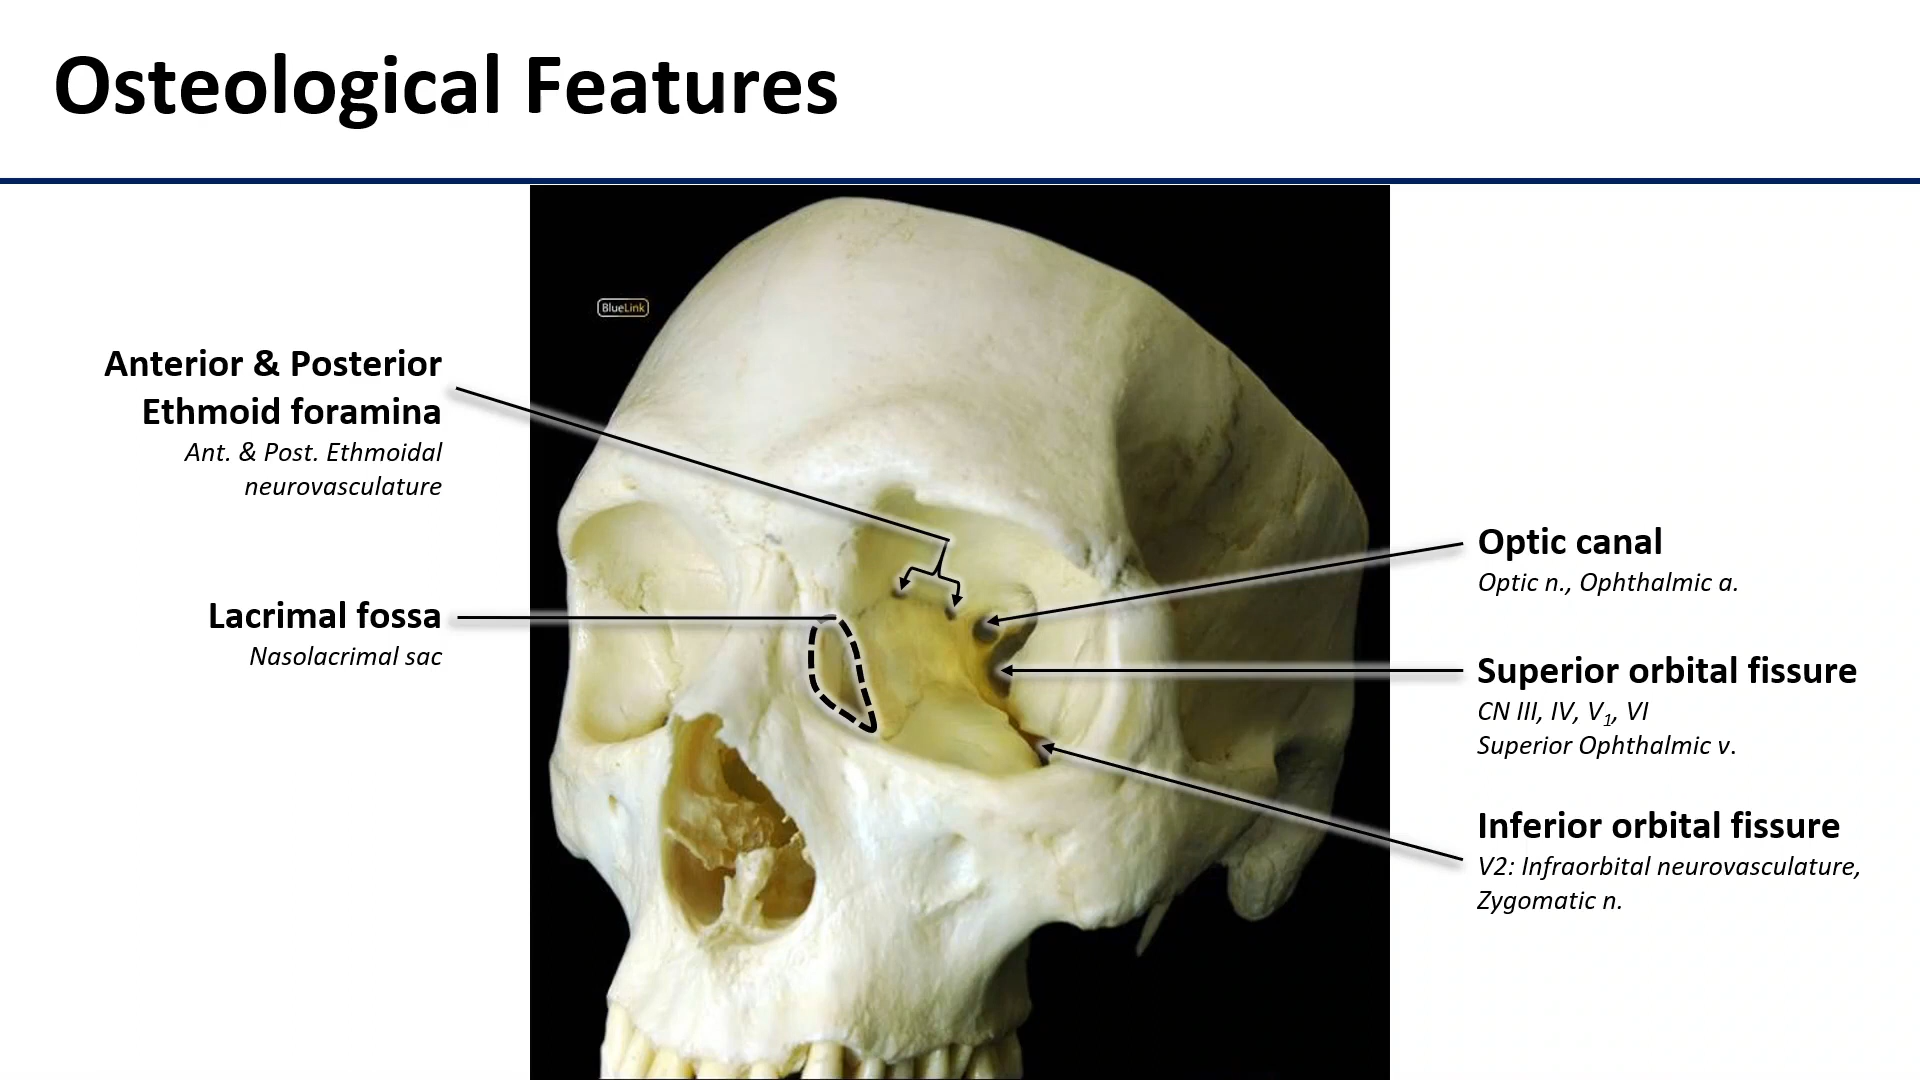 Osteological Features
BlueLink
Anterior & Posterior
Ethmoid foramina
Ant. & Post. Ethmoidal
neurovasculature
Lacrimal fossa
Nasolacrimal sac
Optic canal
Optic n., Ophthalmic a.
Superior orbital fissure
CN III, IV, V₁, VI
Superior Ophthalmic v.
Inferior orbital fissure
V2: Infraorbital neurovasculature,
Zygomatic n.